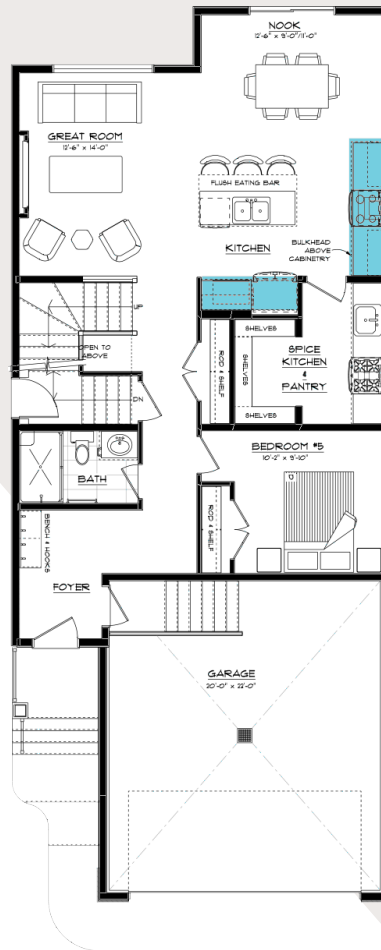 NOOK
12'-6" x 9'-0"/11'-0"
GREAT ROOM
12'-6" x 14'-0"
FLUSH EATING BAR
KITCHEN
BULKHEAD
ABOVE
CABINETRY
UP
OPEN TO
ABOVE
DN
ROD & SHELF
SHELVES
SHELVES
SHELVES
SPICE
KITCHEN
&
PANTRY
BEDROOM #5
10'-2" x 9'-10"
BATH
ROD & SHELF
BENCH & HOOKS
FOYER
GARAGE
20'-0" x 22'-0"